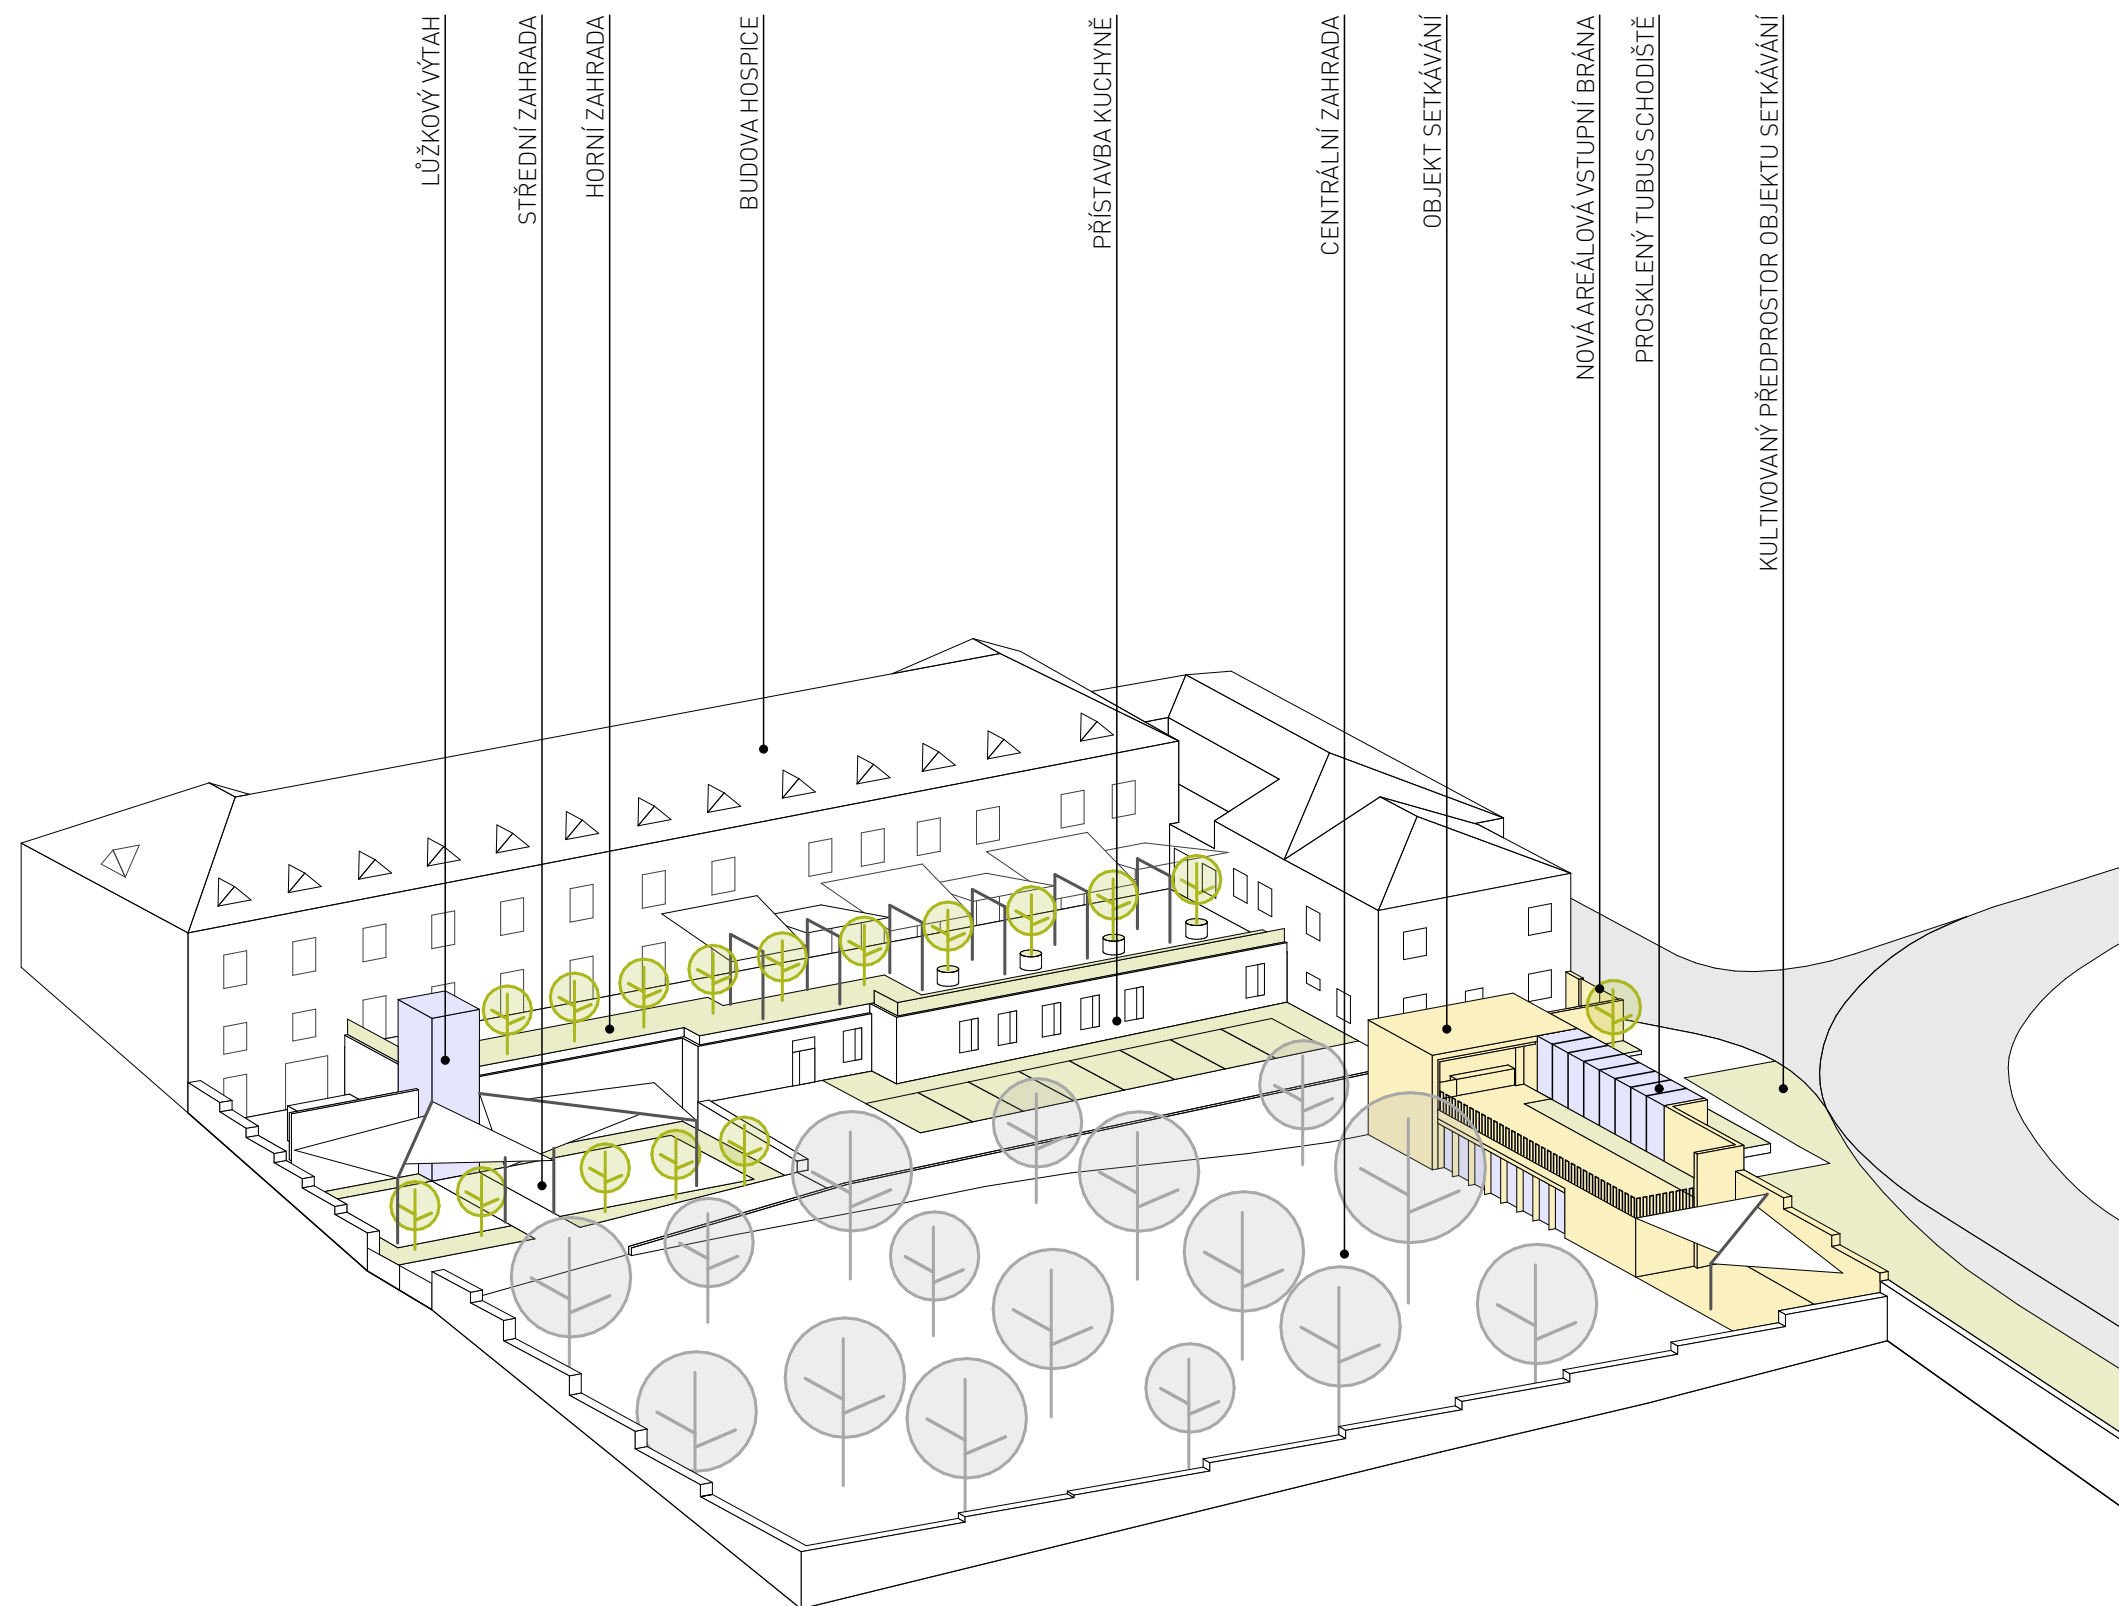 LŮŽKOVÝ VÝTAH
STŘEDNÍ ZAHRADA
HORNÍ ZAHRADA
BUDOVA HOSPICE
PŘÍSTAVBA KUCHYNĚ
CENTRÁLNÍ ZAHRADA
OBJEKT SETKÁVÁNÍ
NOVÁ AREÁLOVÁ VSTUPNÍ BRÁNA
PROSKLENÝ TUBUS SCHODIŠTĚ
KULTIVOVANÝ PŘEDPROSTOR OBJEKTU SETKÁVÁNÍ